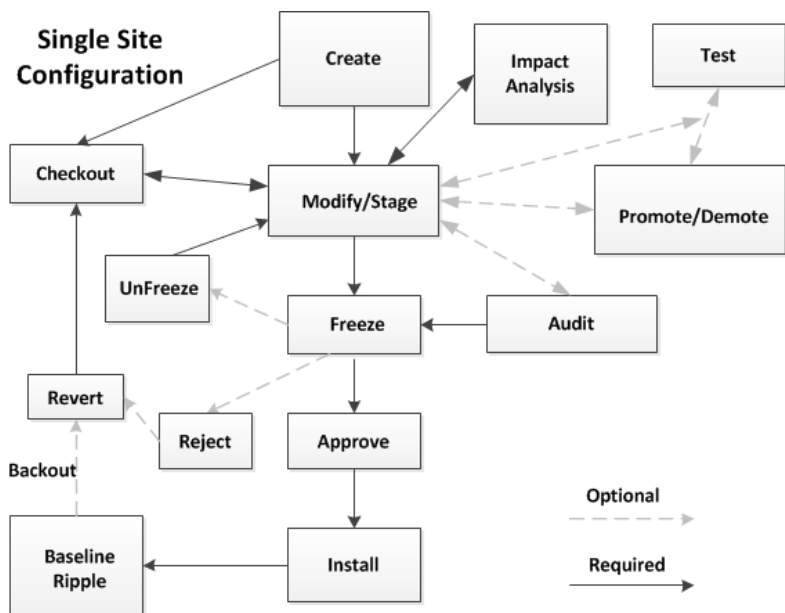 Single Site
Configuration
Create
Impact
Analysis
Test
Checkout
Modify/Stage
Promote/Demote
UnFreeze
Freeze
Audit
Revert
Reject
Approve
Backout
Optional
Baseline
Ripple
Install
Required